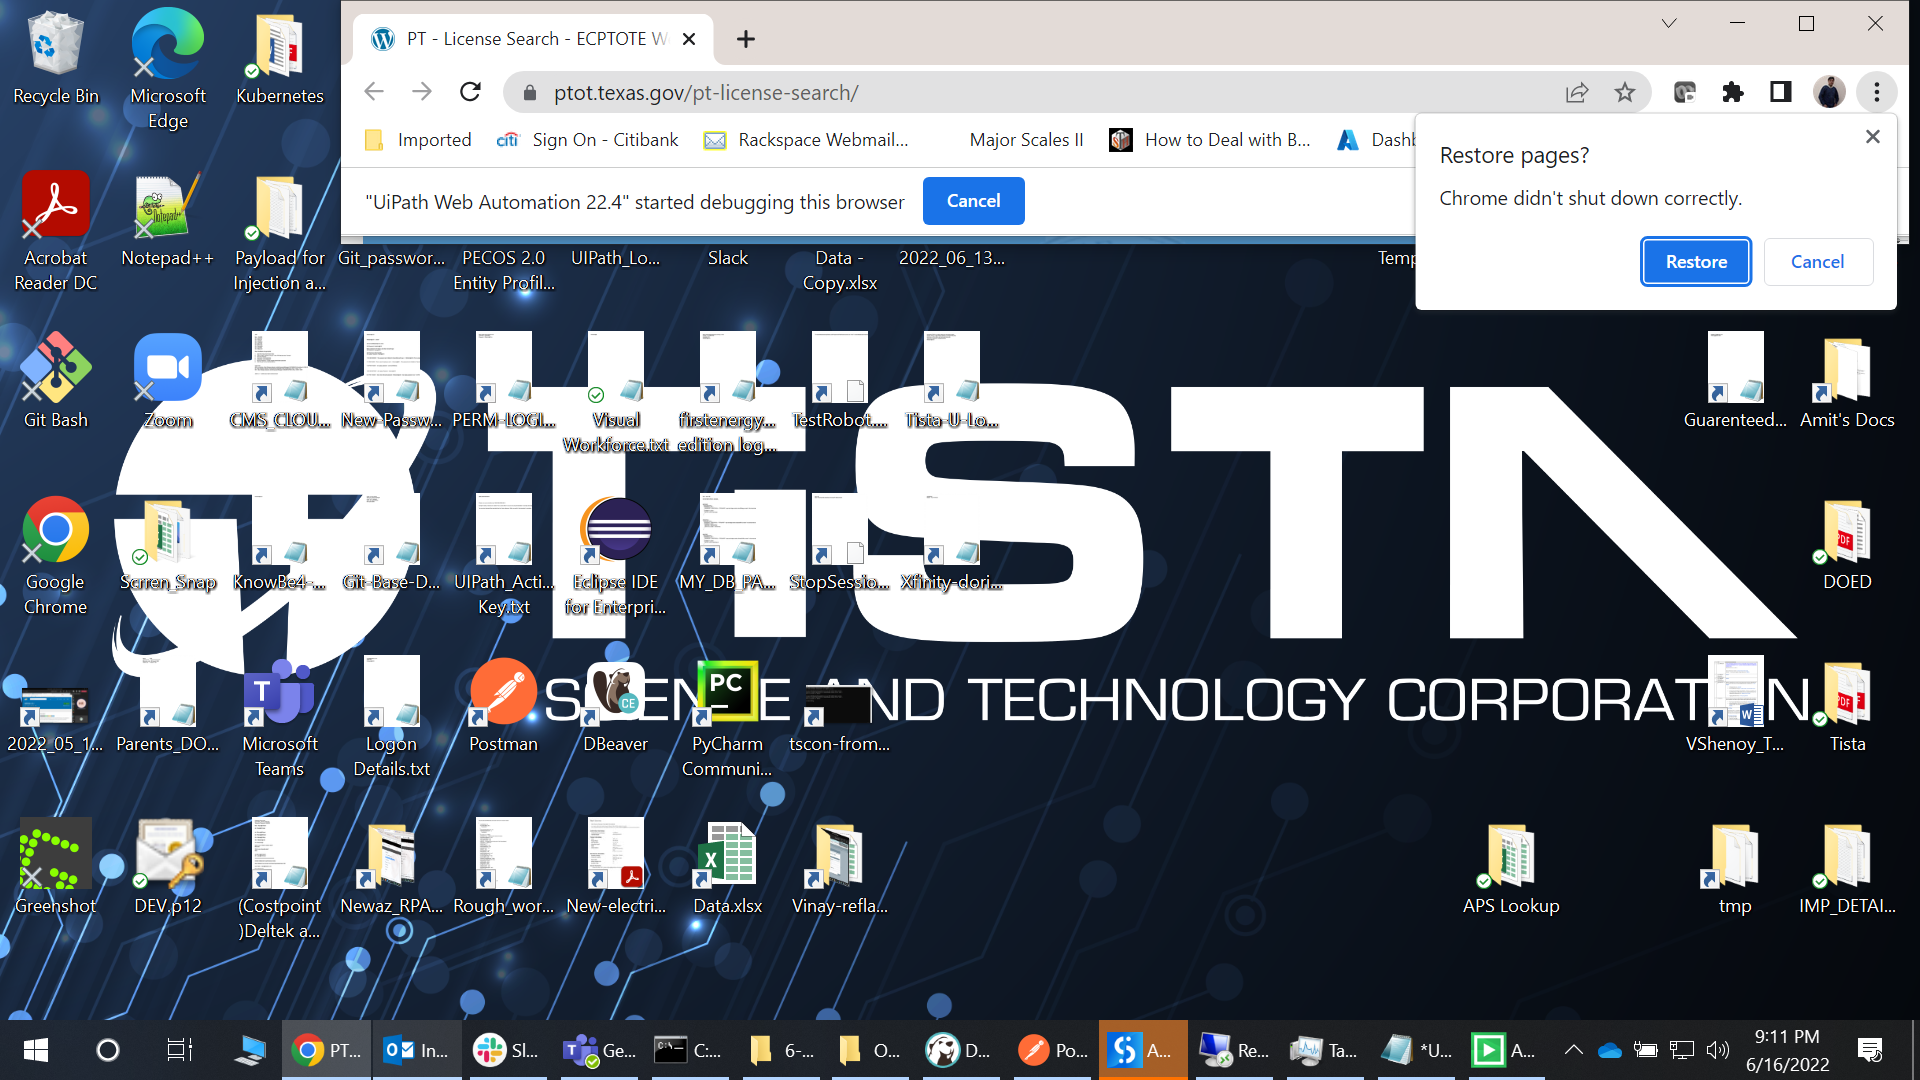 PT - License Search - ECPTOTE W
ptot.texas.gov/pt-license-search/
Imported
Sign On - Citibank
Rackspace Webmail...
Major Scales II
How to Deal with B...
Dasht
Restore pages?
Chrome didn't shut down correctly.
Restore
Cancel
"UiPath Web Automation 22.4" started debugging this browser
Cancel
Recycle Bin
Microsoft
Edge
Kubernetes
Acrobat
Reader DC
Notepad++
Payload for
Injection a...
Git_passwor...
PECOS 2.0
Entity Profil...
UIPath_Lo...
Slack
Data -
Copy.xlsx
2022_06_13...
Temp
Git Bash
Zoom
CMS_CLOU...
New-Passw...
PERM-LOGI...
Visual
Workforce.txt
firstenergy...
edition log...
TestRobot....
Tista-U-Lo...
Guarenteed...
Amit's Docs
TiSTA
Google
Chrome
Scrren_Snap
KnowBe4-...
Git-Base-D...
UIPath_Acti...
Key.txt
Eclipse IDE
for Enterpri...
MY_DB_PA...
StopSessio...
Xfinity-dori...
DOED
SCIENCE AND TECHNOLOGY CORPORATION
2022_05_1...
Parents_DO...
Microsoft
Teams
Logon
Details.txt
Postman
DBeaver
PyCharm
Communi...
tscon-from...
VShenoy_T...
Tista
Greenshot
DEV.p12
(Costpoint
)Deltek a...
Newaz_RPA...
Rough_wor...
New-electri...
Data.xlsx
Vinay-refla...
APS Lookup
tmp
IMP_DETAI...
PT...
In...
Sl...
Ge...
C:...
6-...
O...
D...
Po...
A...
Re...
Ta...
*U...
A...
9:11 PM
6/16/2022